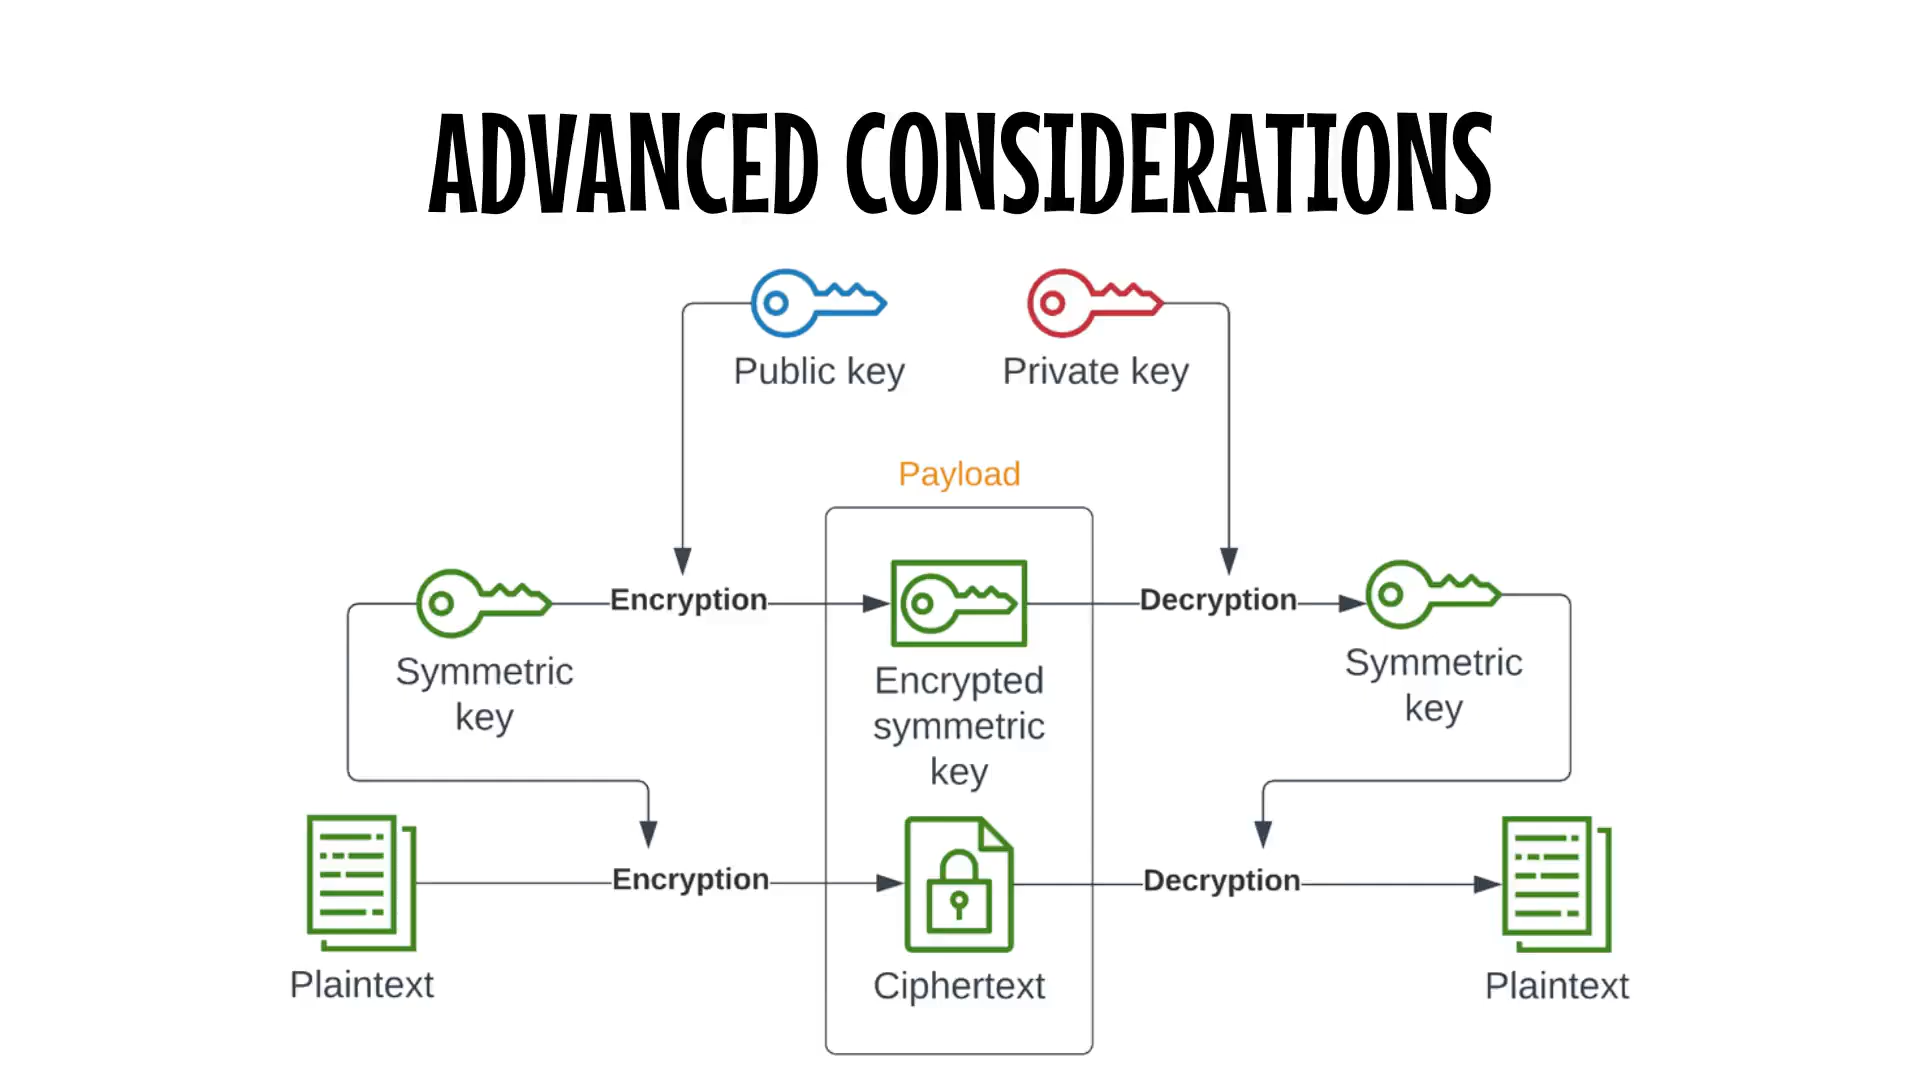 ADVANCED CONSIDERATIONS
Public key
Private key
Payload
Encryption
Decryption
Symmetric
key
Encrypted
symmetric
key
Symmetric
key
Encryption
Decryption
Plaintext
Ciphertext
Plaintext